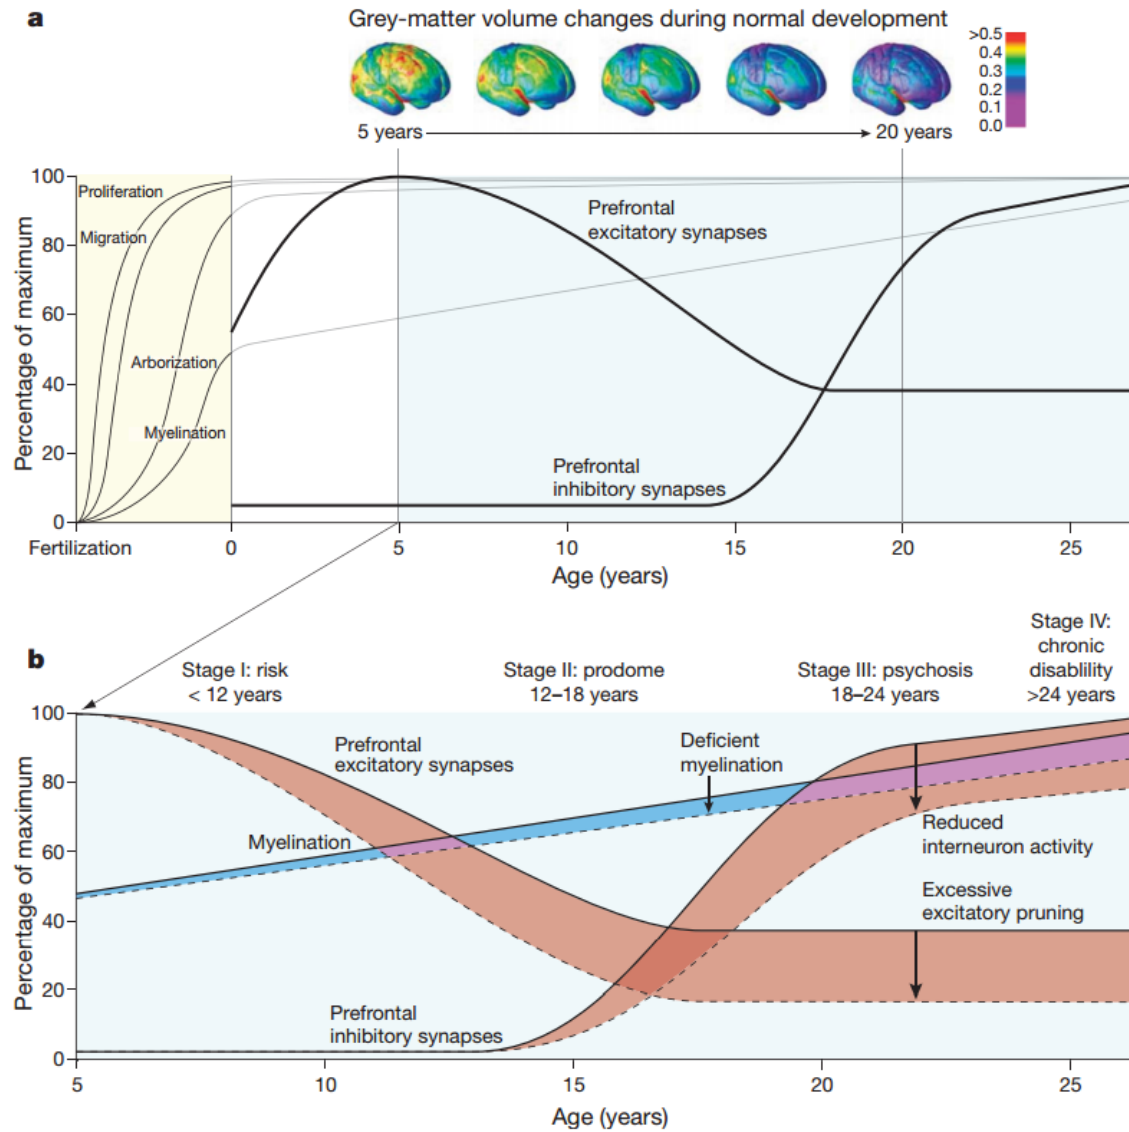 a
Grey-matter volume changes during normal development
>0.5
0.4
0.3
0.2
0.1
0.0
5 years
20 years
100
80
60
40
20
0
Percentage of maximum
Proliferation
Migration
Arborization
Myelination
Prefrontal
excitatory synapses
Prefrontal
inhibitory synapses
Fertilization
0
5
10
15
20
25
Age (years)
b
Stage I: risk
< 12 years
Stage II: prodome
12–18 years
Stage III: psychosis
18–24 years
Stage IV:
chronic
disablility
>24 years
100
80
60
40
20
0
Percentage of maximum
Prefrontal
excitatory synapses
Deficient
myelination
Myelination
Reduced
interneuron activity
Excessive
excitatory pruning
Prefrontal
inhibitory synapses
5
10
15
20
25
Age (years)